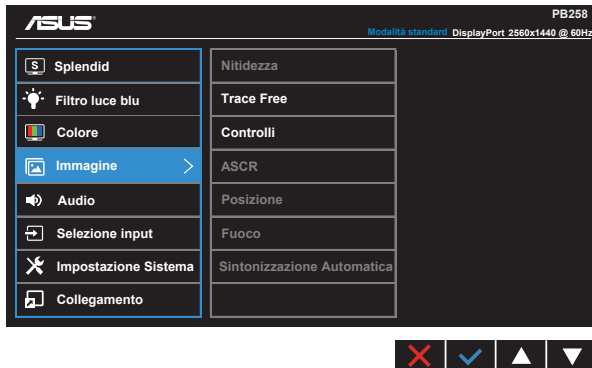 ASUS
PB258
Modalità standard DisplayPort 2560x1440 @ 60Hz
S Splendid
Filtro luce blu
Colore
Immagine
Audio
Selezione input
Impostazione Sistema
Collegamento
Nitidezza
Trace Free
Controlli
ASCR
Posizione
Fuoco
Sintonizzazione Automatica